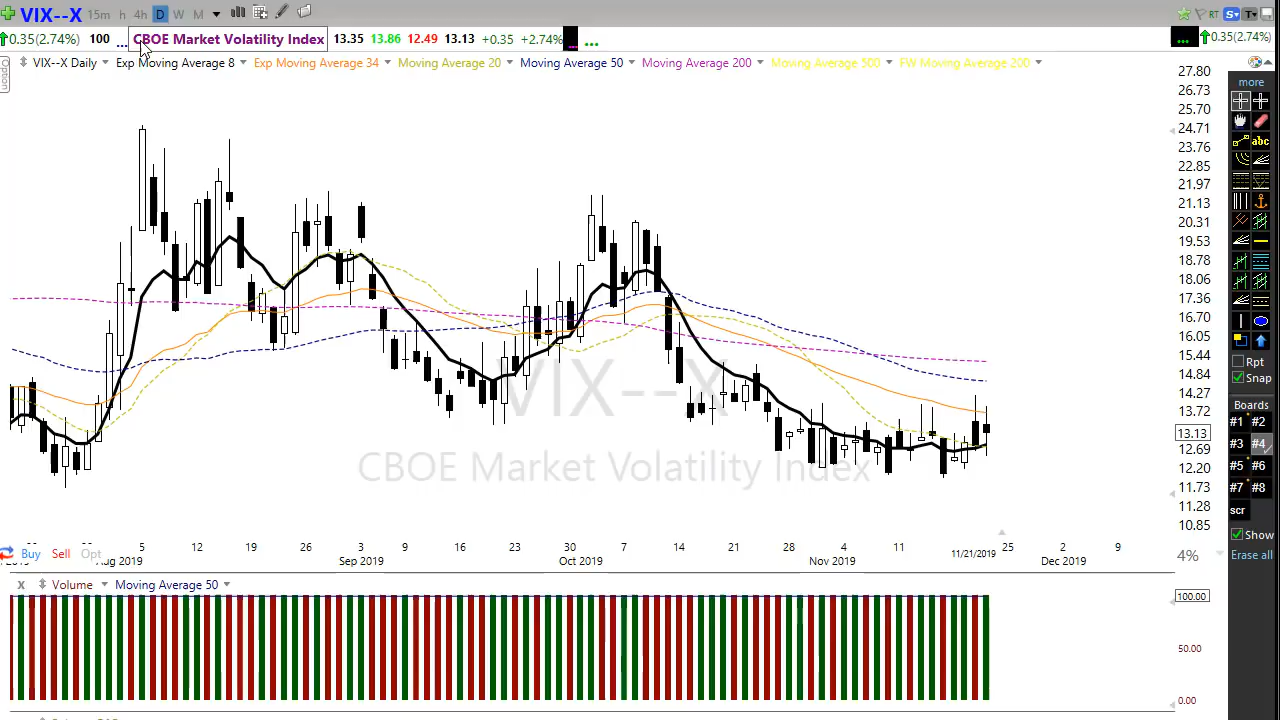 VIX--X 15m h 4h D W M RT S T
0.35(2.74%) 100 ... CBOE Market Volatility Index 13.35 13.86 12.49 13.13 +0.35 +2.74% ... ... ... 0.35(2.74%)
Option
VIX--X Daily Exp Moving Average 8 Exp Moving Average 34 Moving Average 20 Moving Average 50 Moving Average 200 Moving Average 500 FW Moving Average 200
27.80
26.73
25.70
24.71
23.76
22.85
21.97
21.13
20.31
19.53
18.78
18.06
17.36
16.70
16.05
15.44
14.84
14.27
13.72
13.13
12.69
12.20
11.73
11.28
10.85
VIX--X
CBOE Market Volatility Index
more
abc
Rpt
Snap
Boards
#1 #2
#3 #4
#5 #6
#7 #8
scr
Show
Erase all
5 12 19 26 3 9 16 23 30 7 14 21 28 4 11 11/21/2019 25 2 9
Buy Sell Opt
Aug 2019 Sep 2019 Oct 2019 Nov 2019 Dec 2019
4%
x Volume Moving Average 50
100.00
50.00
0.00